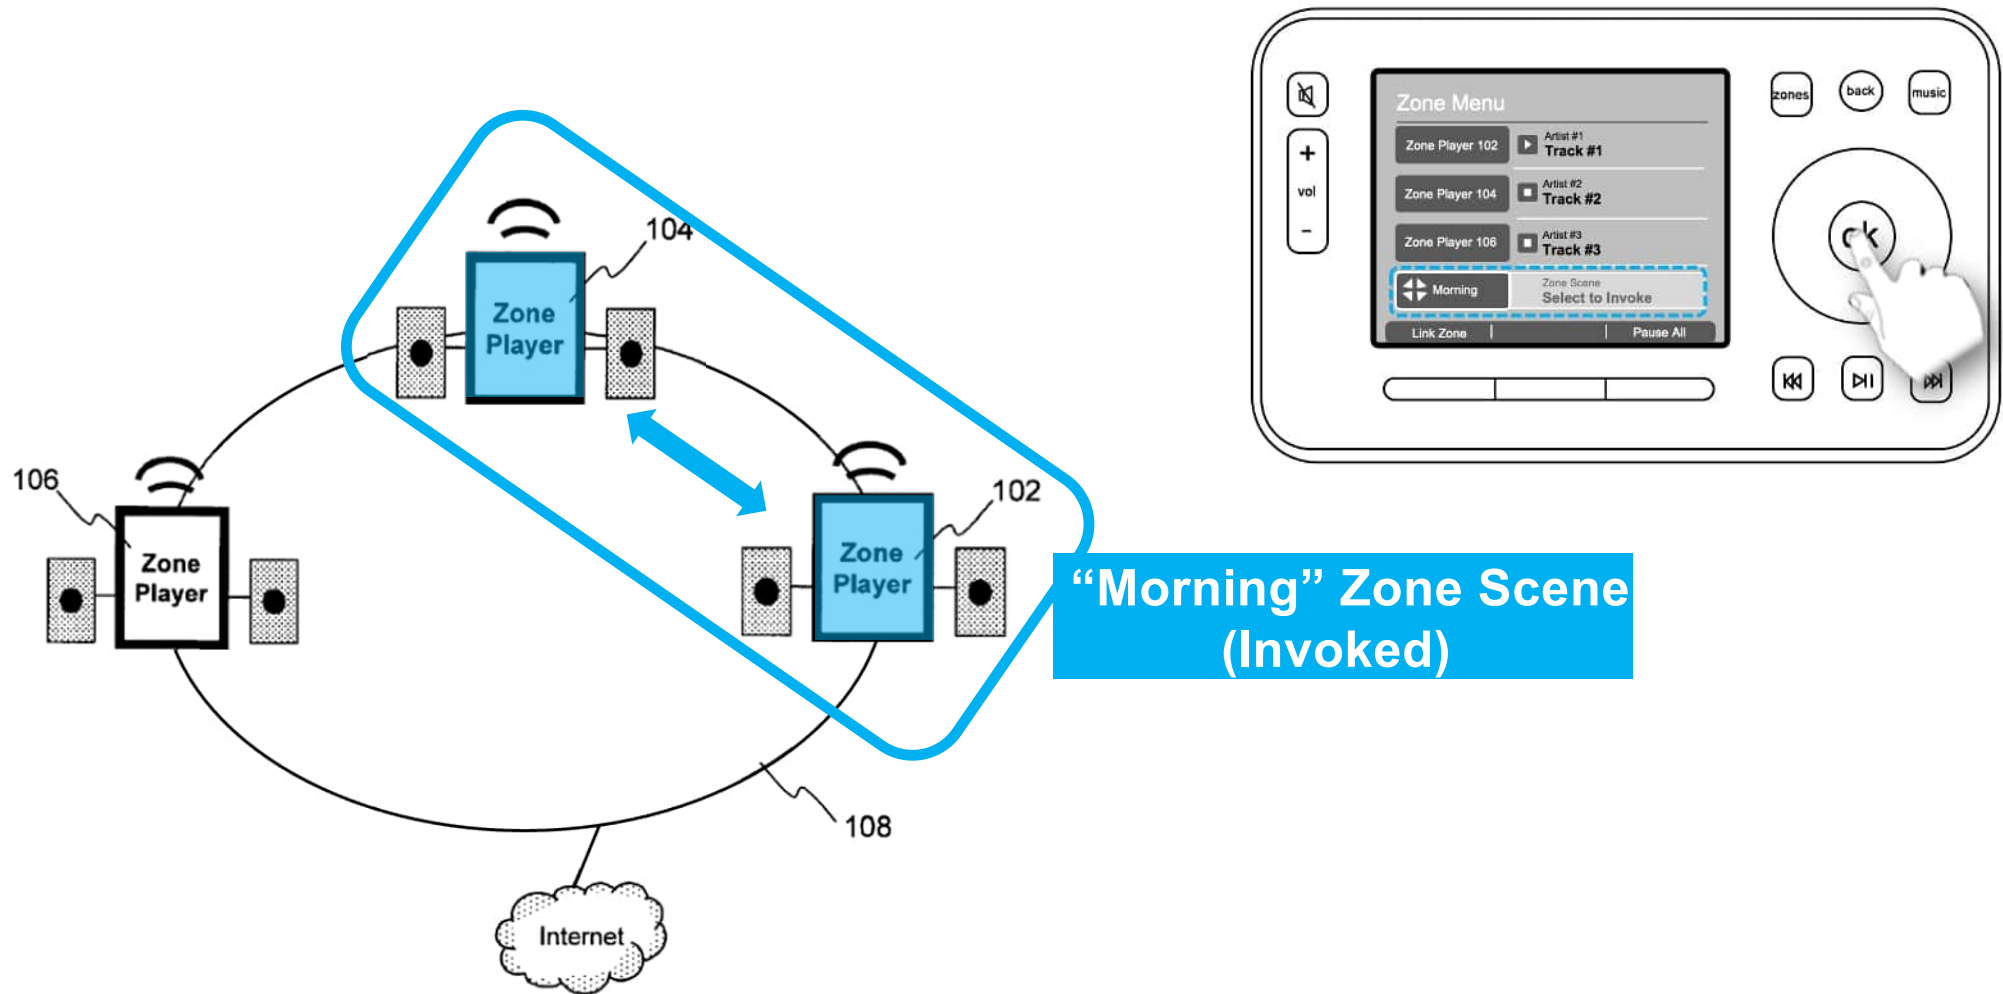 104
Zone
Player
106
Zone
Player
102
Zone
Player
108
Internet
“Morning” Zone Scene
(Invoked)
zones
back
music
+
vol
-
ok
Zone Menu
Zone Player 102
Artist #1
Track #1
Zone Player 104
Artist #2
Track #2
Zone Player 106
Artist #3
Track #3
Morning
Zone Scene
Select to Invoke
Link Zone
Pause All